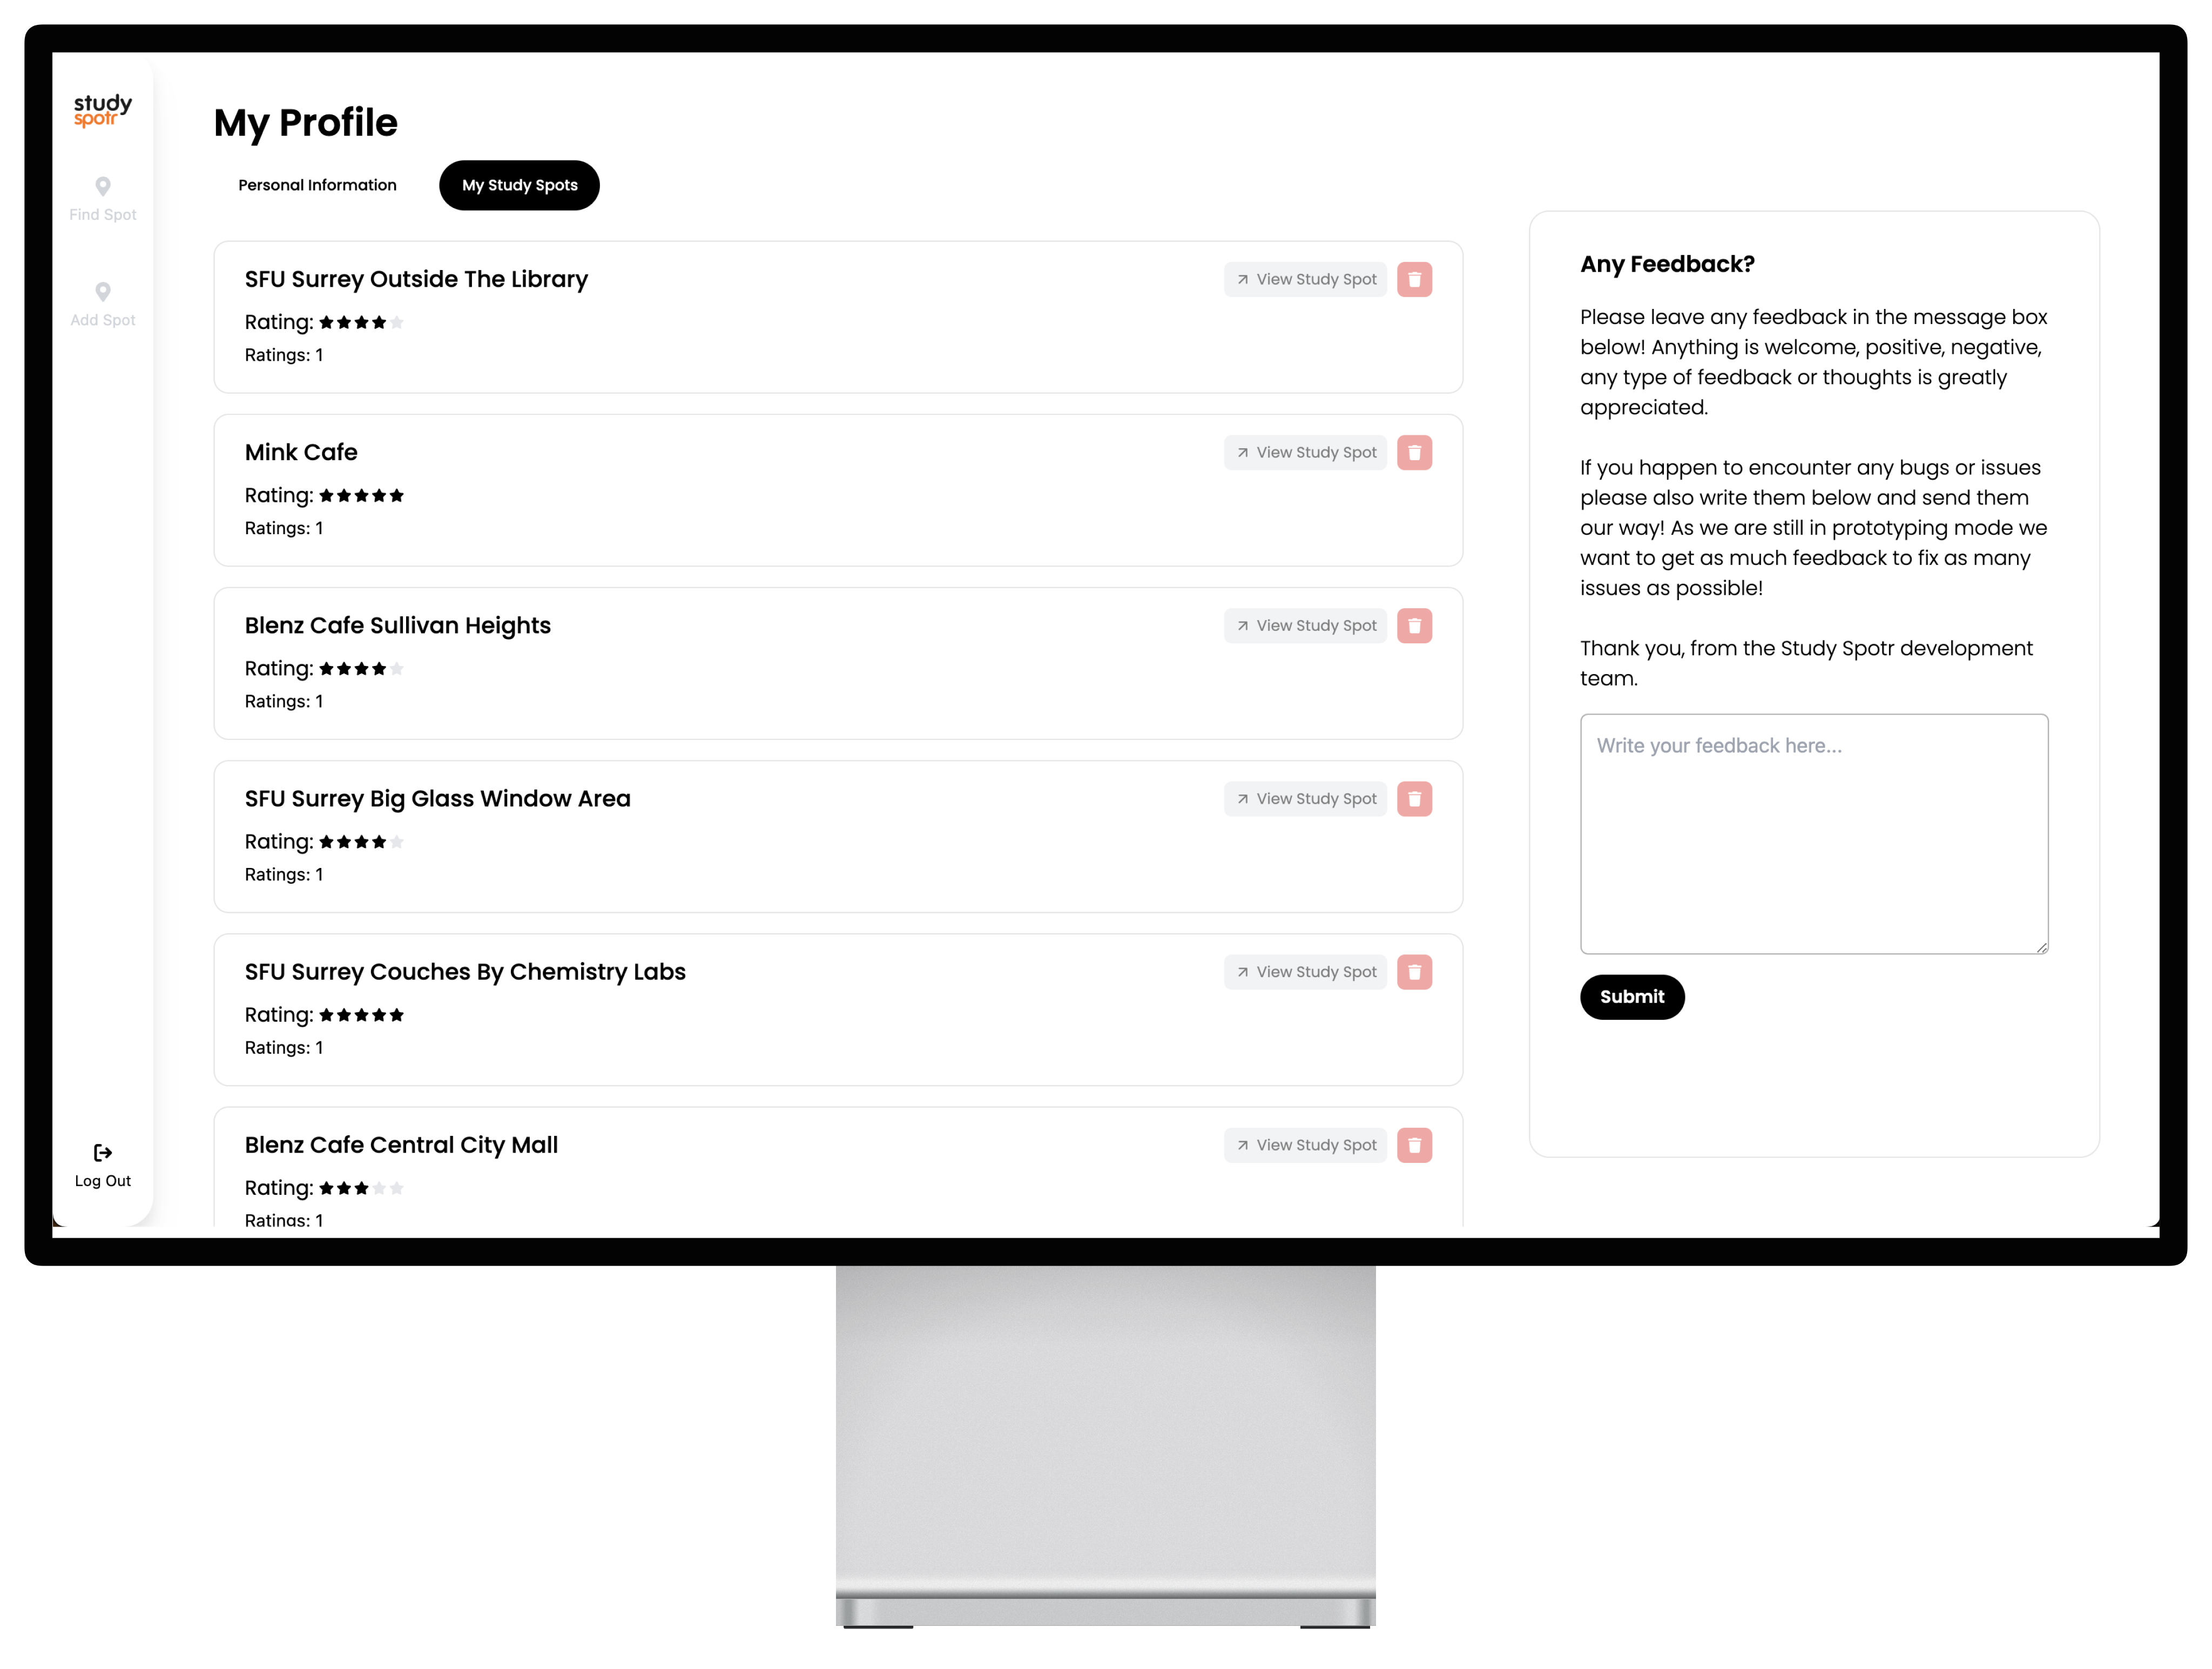 study
spotr
Find Spot
Add Spot
Log Out
My Profile
Personal Information
My Study Spots
SFU Surrey Outside The Library
View Study Spot
Rating:
Ratings: 1
Mink Cafe
View Study Spot
Rating:
Ratings: 1
Blenz Cafe Sullivan Heights
View Study Spot
Rating:
Ratings: 1
SFU Surrey Big Glass Window Area
View Study Spot
Rating:
Ratings: 1
SFU Surrey Couches By Chemistry Labs
View Study Spot
Rating:
Ratings: 1
Blenz Cafe Central City Mall
View Study Spot
Rating:
Ratings: 1
Any Feedback?
Please leave any feedback in the message box
below! Anything is welcome, positive, negative,
any type of feedback or thoughts is greatly
appreciated.
If you happen to encounter any bugs or issues
please also write them below and send them
our way! As we are still in prototyping mode we
want to get as much feedback to fix as many
issues as possible!
Thank you, from the Study Spotr development
team.
Write your feedback here...
Submit